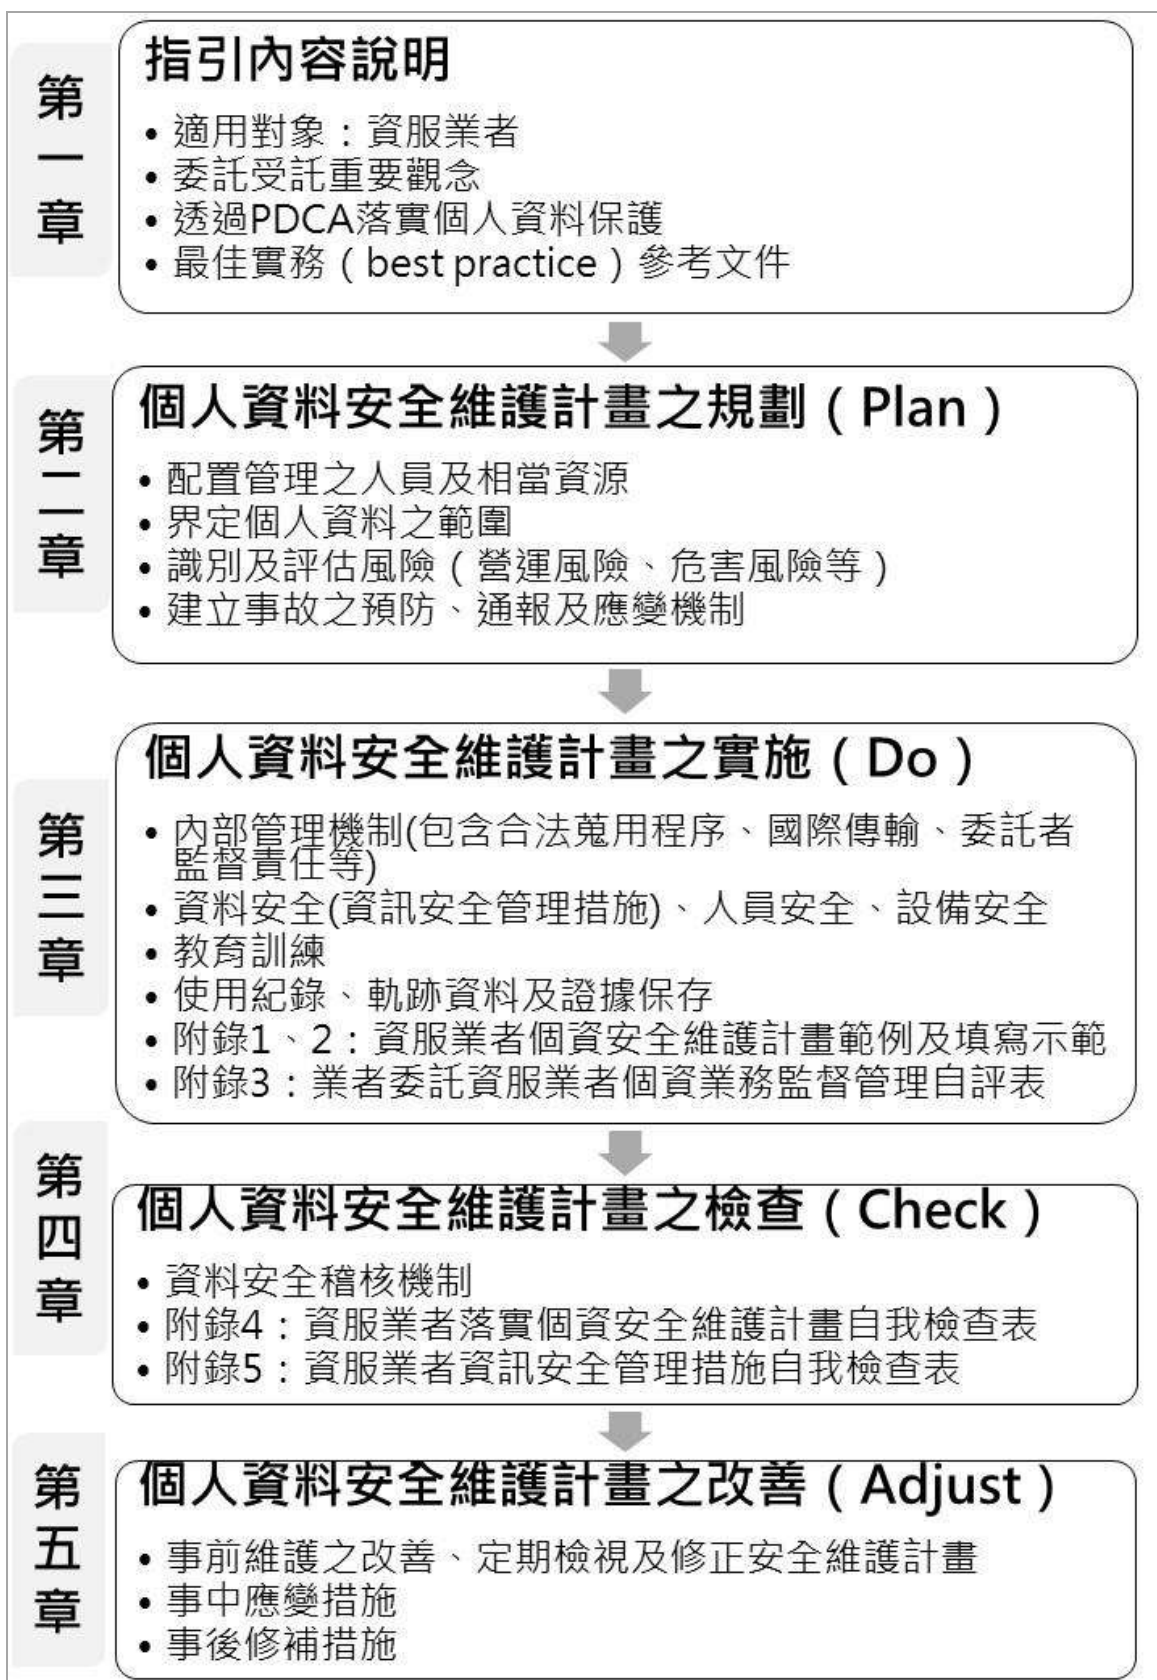 第一章
指引內容說明
• 適用對象：資服業者
• 委託受託重要觀念
• 透過PDCA落實個人資料保護
• 最佳實務（best practice）參考文件
第二章
個人資料安全維護計畫之規劃（Plan）
• 配置管理之人員及相當資源
• 界定個人資料之範圍
• 識別及評估風險（營運風險、危害風險等）
• 建立事故之預防、通報及應變機制
第三章
個人資料安全維護計畫之實施（Do）
• 內部管理機制(包含合法蒐用程序、國際傳輸、委託者
監督責任等)
• 資料安全(資訊安全管理措施)、人員安全、設備安全
• 教育訓練
• 使用紀錄、軌跡資料及證據保存
• 附錄1、2：資服業者個資安全維護計畫範例及填寫示範
• 附錄3：業者委託資服業者個資業務監督管理自評表
第四章
個人資料安全維護計畫之檢查（Check）
• 資料安全稽核機制
• 附錄4：資服業者落實個資安全維護計畫自我檢查表
• 附錄5：資服業者資訊安全管理措施自我檢查表
第五章
個人資料安全維護計畫之改善（Adjust）
• 事前維護之改善、定期檢視及修正安全維護計畫
• 事中應變措施
• 事後修補措施